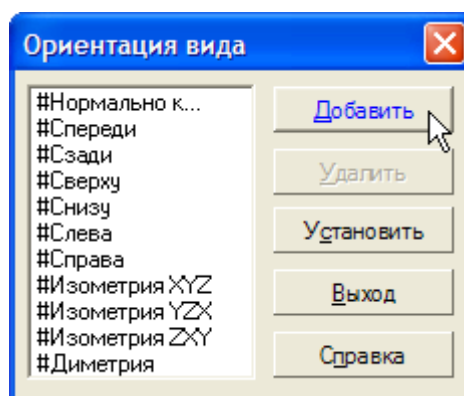 Ориентация вида
#Нормально к...
#Спереди
#Сзади
#Сверху
#Снизу
#Слева
#Справа
#Изометрия XYZ
#Изометрия YZX
#Изометрия ZXY
#Диметрия
Добавить
Удалить
Установить
Выход
Справка